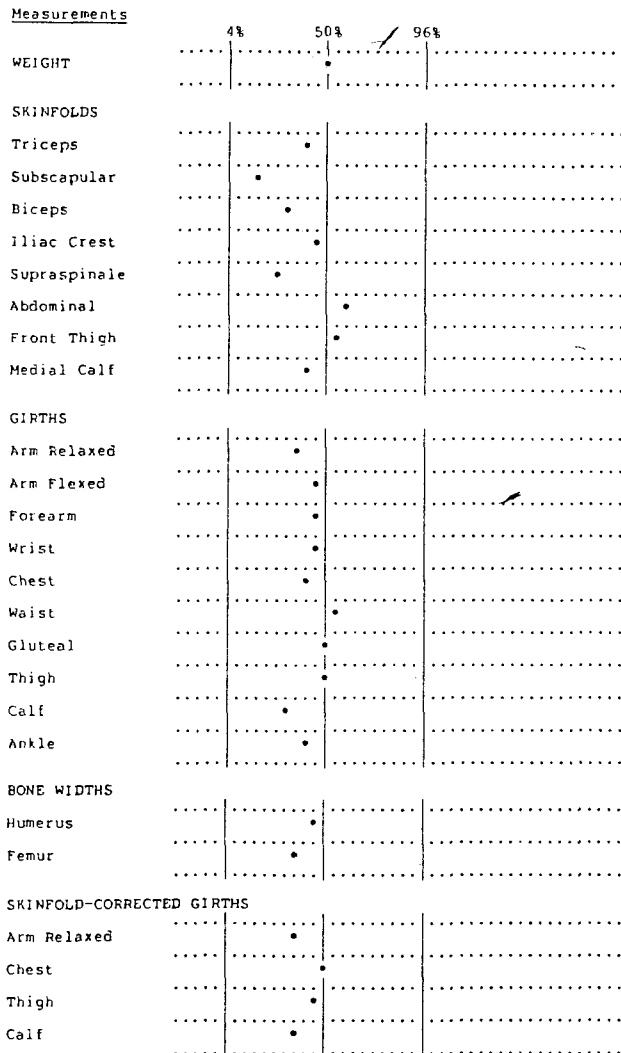 Measurements
4% 50% 96%
WEIGHT
SKINFOLDS
Triceps
Subscapular
Biceps
Iliac Crest
Supraspinale
Abdominal
Front Thigh
Medial Calf
GIRTHS
Arm Relaxed
Arm Flexed
Forearm
Wrist
Chest
Waist
Gluteal
Thigh
Calf
Ankle
BONE WIDTHS
Humerus
Femur
SKINFOLD-CORRECTED GIRTHS
Arm Relaxed
Chest
Thigh
Calf